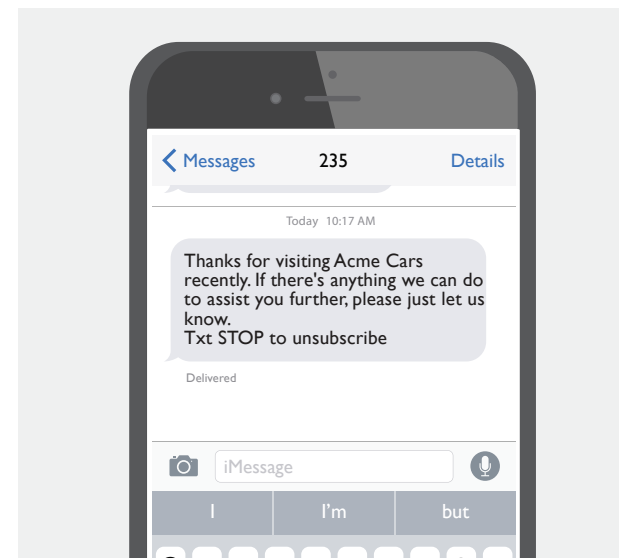 Messages 235 Details
Today 10:17 AM
Thanks for visiting Acme Cars
recently. If there's anything we can do
to assist you further, please just let us
know.
Txt STOP to unsubscribe
Delivered
iMessage
I I'm but